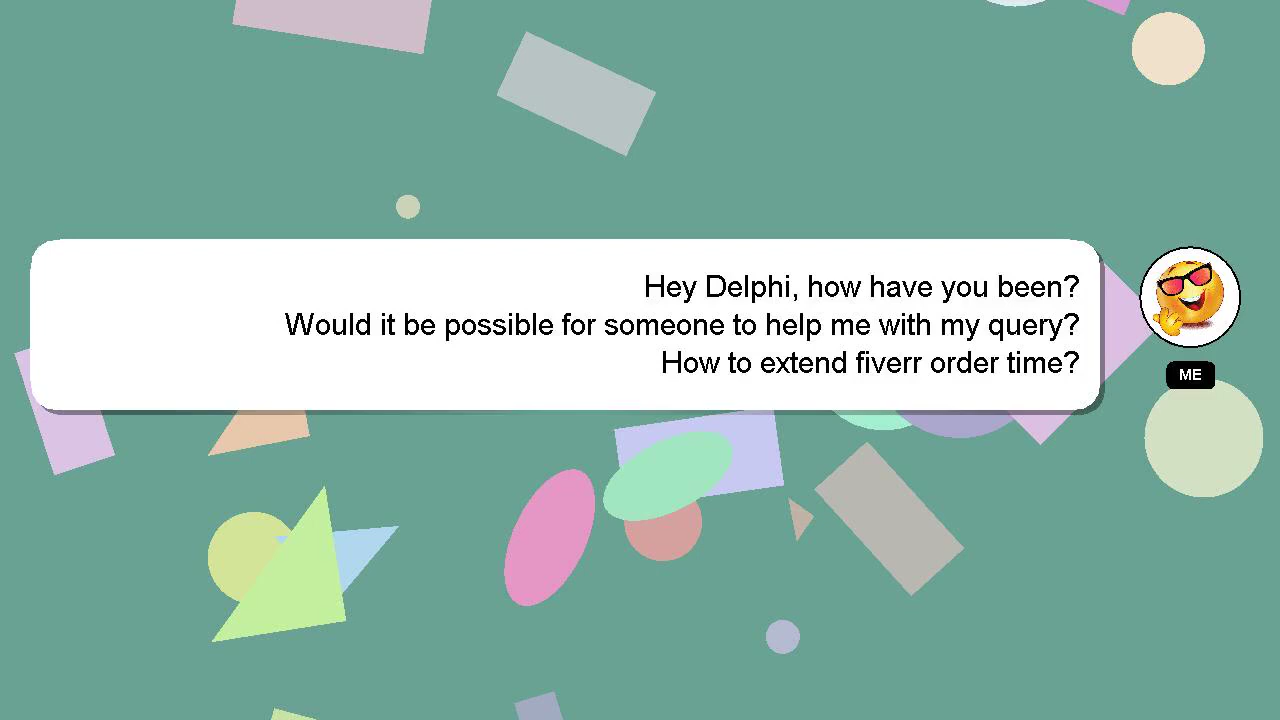 Hey Delphi, how have you been?
Would it be possible for someone to help me with my query?
How to extend fiverr order time?
ME